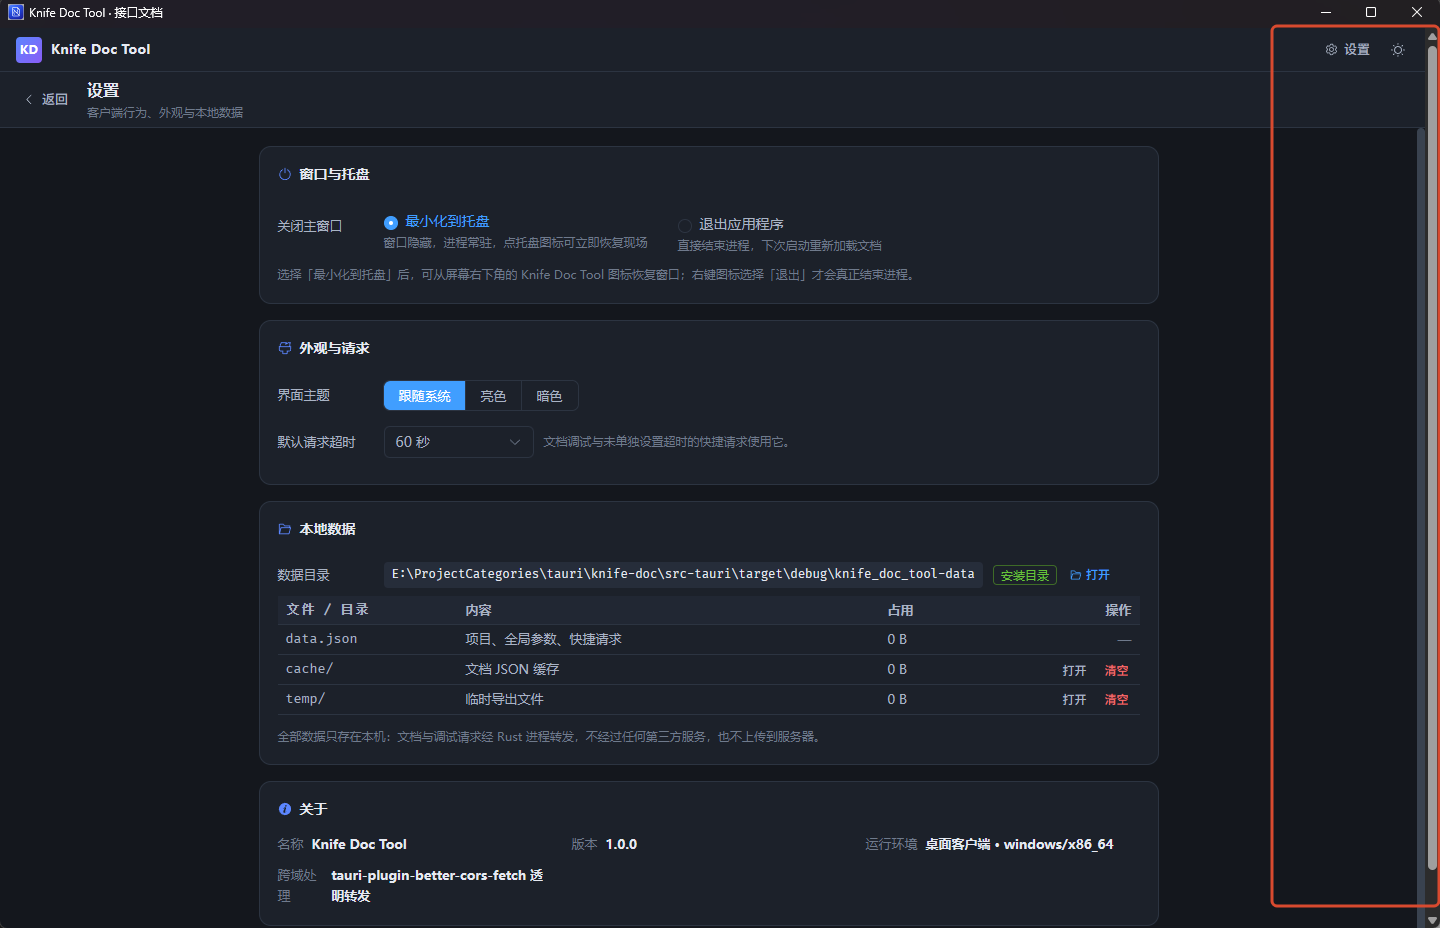 Knife Doc Tool · 接口文档
KD Knife Doc Tool
设置
返回
设置
客户端行为、外观与本地数据
窗口与托盘
关闭主窗口
最小化到托盘
窗口隐藏，进程常驻，点托盘图标可立即恢复现场
退出应用程序
直接结束进程，下次启动重新加载文档
选择「最小化到托盘」后，可从屏幕右下角的 Knife Doc Tool 图标恢复窗口；右键图标选择「退出」才会真正结束进程。
外观与请求
界面主题 跟随系统 亮色 暗色
默认请求超时 60 秒 文档调试与未单独设置超时的快捷请求使用它。
本地数据
数据目录 E:\ProjectCategories\tauri\knife-doc\src-tauri\target\debug\knife_doc_tool-data 安装目录 打开
文件 / 目录 内容 占用 操作
data.json 项目、全局参数、快捷请求 0 B —
cache/ 文档 JSON 缓存 0 B 打开 清空
temp/ 临时导出文件 0 B 打开 清空
全部数据只存在本机：文档与调试请求经 Rust 进程转发，不经过任何第三方服务，也不上传到服务器。
关于
名称 Knife Doc Tool 版本 1.0.0 运行环境 桌面客户端 • windows/x86_64
跨域处理
tauri-plugin-better-cors-fetch 透
明转发